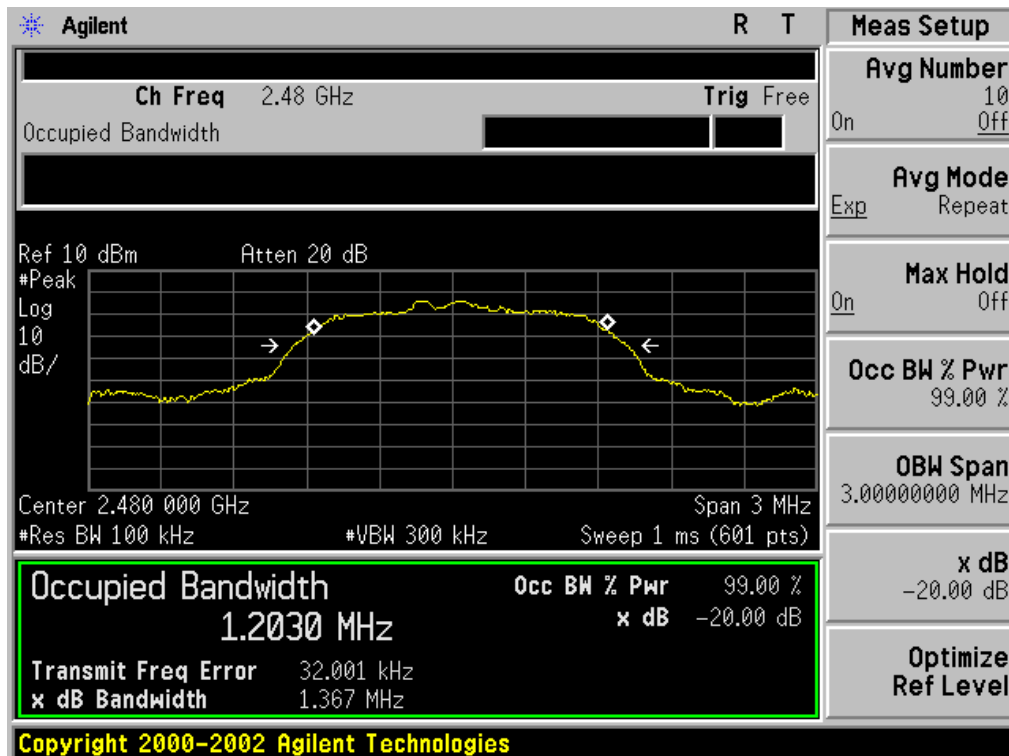 Agilent R T
Ch Freq 2.48 GHz Trig Free
Occupied Bandwidth
Ref 10 dBm Atten 20 dB
#Peak
Log
10
dB/
Center 2.480 000 GHz Span 3 MHz
#Res BW 100 kHz #VBW 300 kHz Sweep 1 ms (601 pts)
Occupied Bandwidth Occ BW % Pwr 99.00 %
1.2030 MHz x dB -20.00 dB
Transmit Freq Error 32.001 kHz
x dB Bandwidth 1.367 MHz
Copyright 2000-2002 Agilent Technologies
Meas Setup
Avg Number
10
On Off
Avg Mode
Exp Repeat
Max Hold
On Off
Occ BW % Pwr
99.00 %
OBW Span
3.00000000 MHz
x dB
-20.00 dB
Optimize
Ref Level